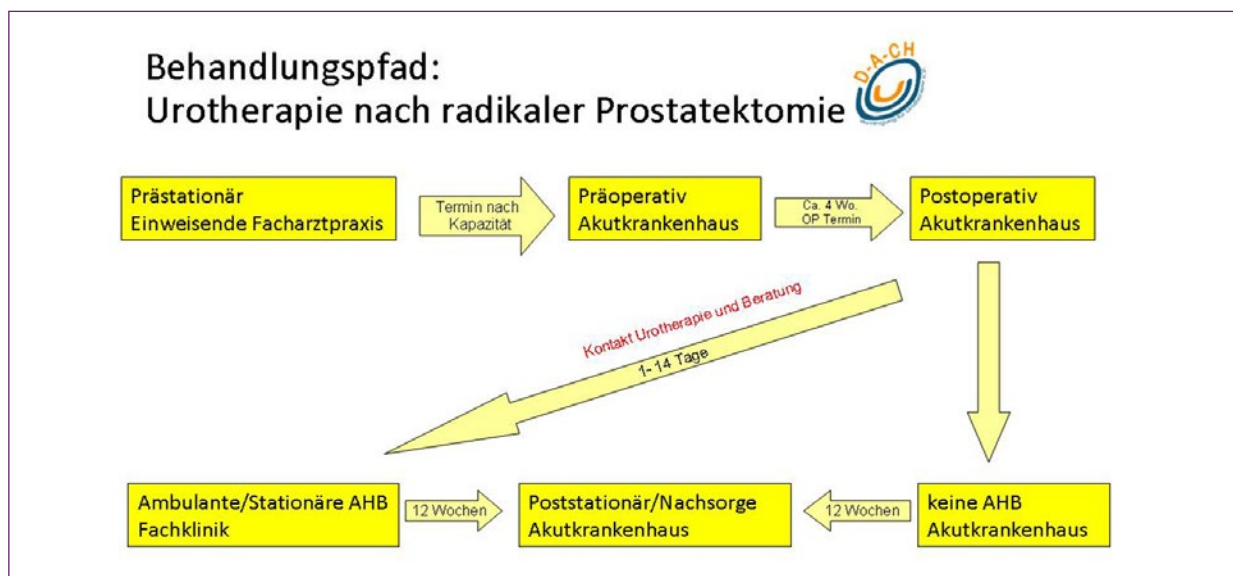 Behandlungspfad:
Urotherapie nach radikaler Prostatektomie
D-A-CH
Prästationär
Einweisende Facharztpraxis
Termin nach
Kapazität
Präoperativ
Akutkrankenhaus
Ca. 4 Wo.
OP Termin
Postoperativ
Akutkrankenhaus
Kontakt Urotherapie und Beratung
1- 14 Tage
Ambulante/Stationäre AHB
Fachklinik
12 Wochen
Poststationär/Nachsorge
Akutkrankenhaus
12 Wochen
keine AHB
Akutkrankenhaus